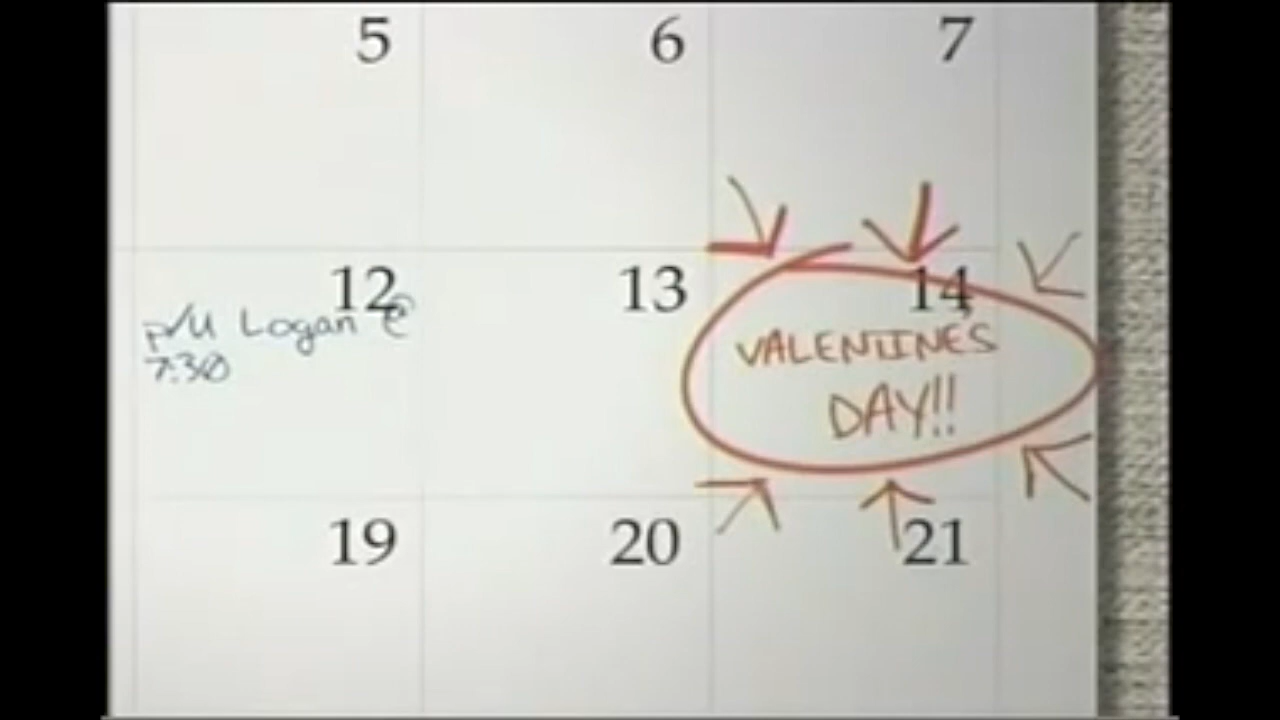 5 6 7
12 13 14
p/u Logan @
7:30
VALENTINES
DAY!!
19 20 21